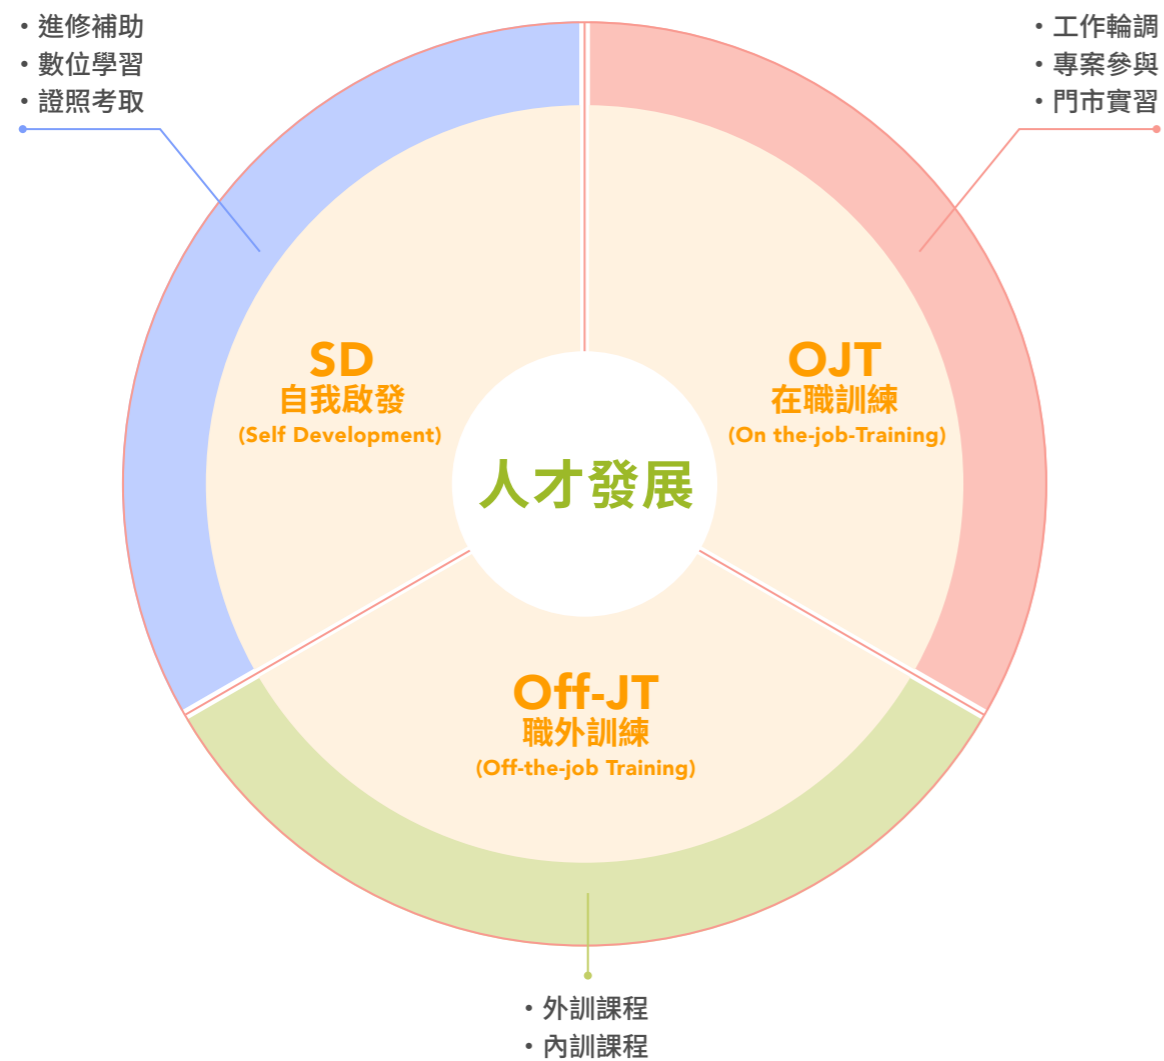 ・進修補助
・數位學習
・證照考取
・工作輪調
・專案參與
・門市實習
SD
自我啟發
(Self Development)
OJT
在職訓練
(On the-job-Training)
人才發展
Off-JT
職外訓練
(Off-the-job Training)
・外訓課程
・內訓課程